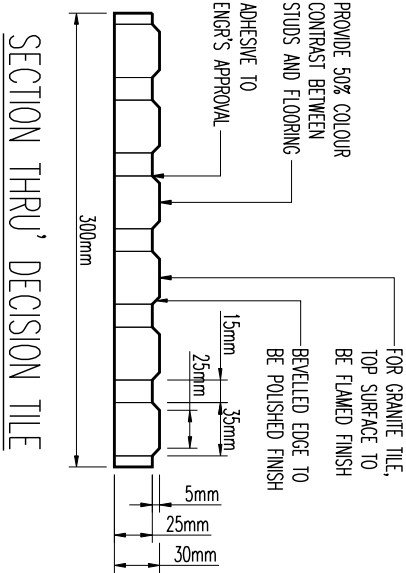 PROVIDE 50% COLOUR
CONTRAST BETWEEN
STUDS AND FLOORING
ADHESIVE TO
ENGR'S APPROVAL
FOR GRANITE TILE,
TOP SURFACE TO
BE FLAMED FINISH
BEVELLED EDGE TO
BE POLISHED FINISH
15mm
35mm
25mm
5mm
25mm
30mm
300mm
SECTION THRU' DECISION TILE